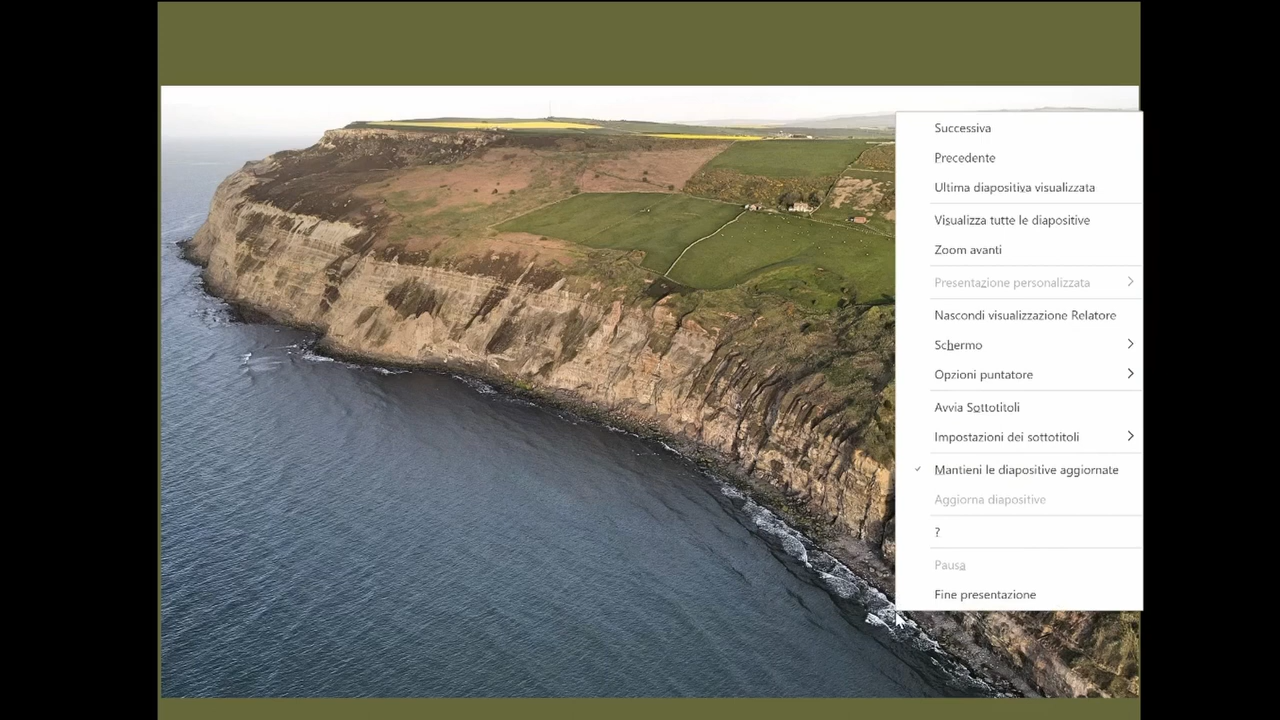 Successiva
Precedente
Ultima diapositiva visualizzata
Visualizza tutte le diapositive
Zoom avanti
Presentazione personalizzata
Nascondi visualizzazione Relatore
Schermo
Opzioni puntatore
Avvia Sottotitoli
Impostazioni dei sottotitoli
Mantieni le diapositive aggiornate
Aggiorna diapositive
?
Pausa
Fine presentazione